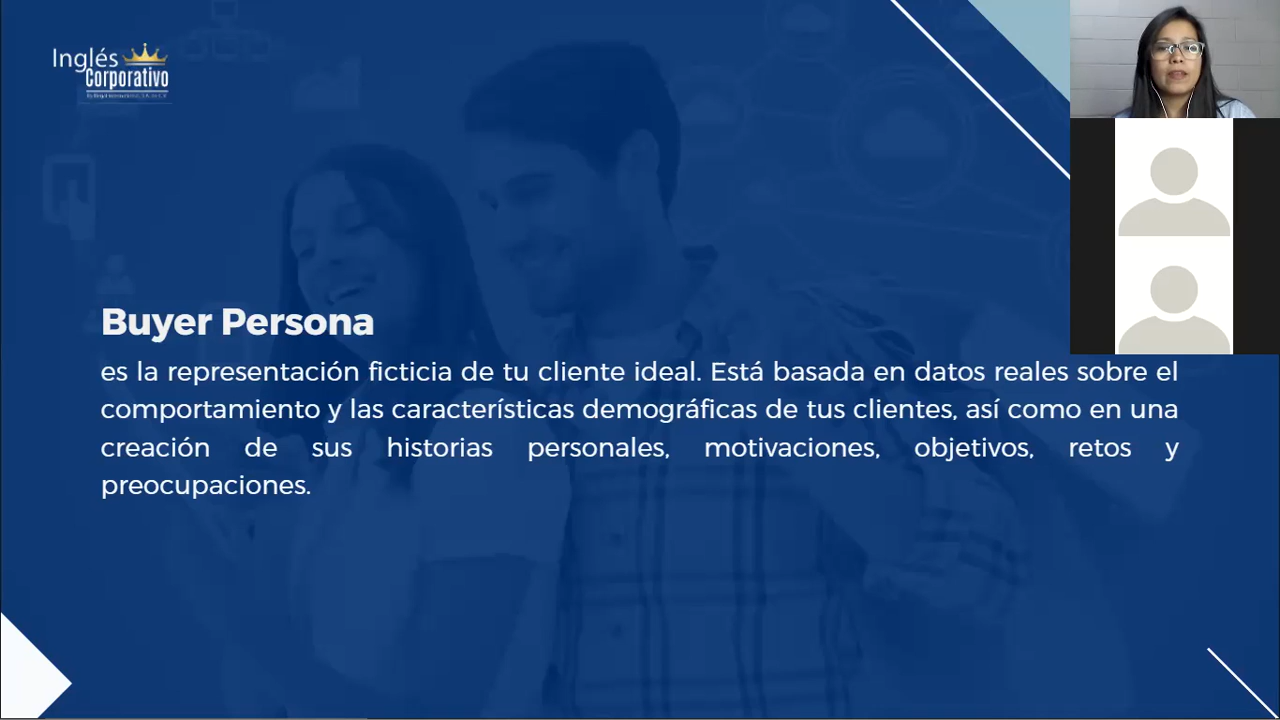 Inglés
Corporativo
Buyer Persona
es la representación ficticia de tu cliente ideal. Está basada en datos reales sobre el
comportamiento y las características demográficas de tus clientes, así como en una
creación de sus historias personales, motivaciones, objetivos, retos y
preocupaciones.